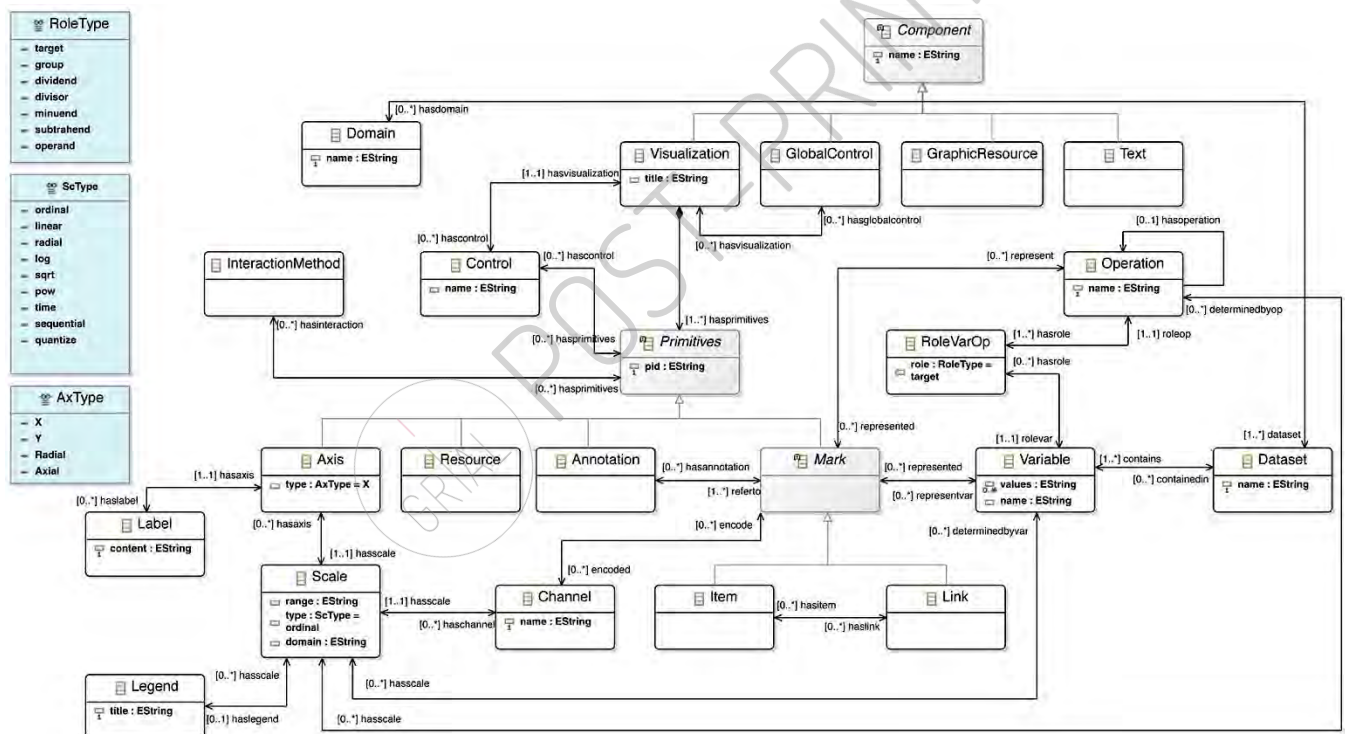 RoleType
target
group
dividend
divisor
minuend
subtrahend
operand
ScType
ordinal
linear
radial
log
sqrt
pow
time
sequential
quantize
AxType
X
Y
Radial
Axial
POST-PRIN
GRIAL
Component
name : EString
[0..*] hasdomain
Domain
name : EString
Visualization
title : EString
GlobalControl
GraphicResource
Text
[1..1] hasvisualization
[0..*] hasglobalcontrol
[0..*] hasvisualization
[0..*] hascontrol
[0..*] hascontrol
Control
name : EString
InteractionMethod
[0..*] hasinteraction
[0..1] hasoperation
[0..*] represent
Operation
name : EString
[0..*] determinedbyop
[1..*] hasprimitives
[0..*] hasprimitives
Primitives
pid : EString
[0..*] hasprimitives
[1..*] hasrole
[1..1] roleop
RoleVarOp
role : RoleType =
target
[0..*] hasrole
[0..*] represented
[1..1] rolevar
[1..*] dataset
Axis
type : AxType = X
Resource
Annotation
Mark
Variable
values : EString
0..*
name : EString
Dataset
name : EString
[1..1] hasaxis
[0..*] haslabel
Label
content : EString
[0..*] hasannotation
[1..*] referto
[0..*] represented
[0..*] representvar
[1..*] contains
[0..*] containedin
[0..*] hasaxis
[1..1] hasscale
[0..*] encode
[0..*] encoded
[0..*] determinedbyvar
Scale
range : EString
type : ScType =
ordinal
domain : EString
[1..1] hasscale
[0..*] haschannel
Channel
name : EString
Item
[0..*] hasitem
[0..*] haslink
Link
[0..*] hasscale
Legend
title : EString
[0..1] haslegend
[0..*] hasscale
[0..*] hasscale